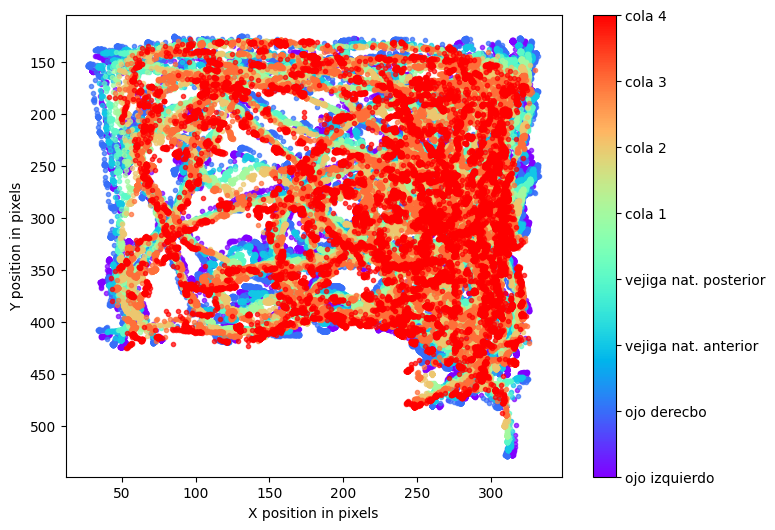 150
200
250
300
350
400
450
500
Y position in pixels
50
100
150
200
250
300
X position in pixels
cola 4
cola 3
cola 2
cola 1
vejiga nat. posterior
vejiga nat. anterior
ojo derecbo
ojo izquierdo